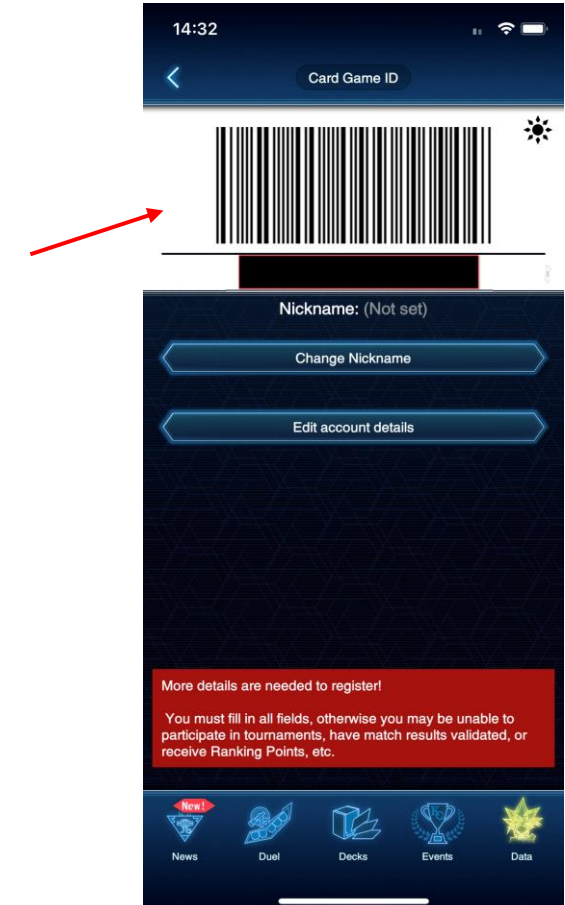 14:32
Card Game ID
Nickname: (Not set)
Change Nickname
Edit account details
More details are needed to register!
You must fill in all fields, otherwise you may be unable to
participate in tournaments, have match results validated, or
receive Ranking Points, etc.
New!
KC
News Duel Decks Events Data